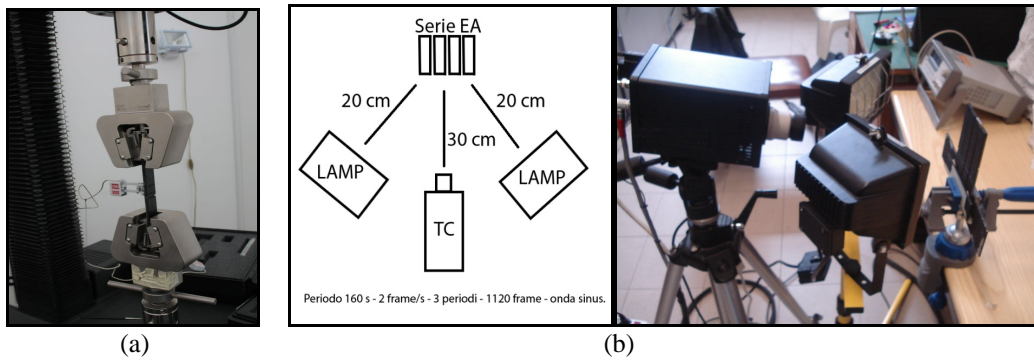 Serie EA
20 cm
20 cm
30 cm
LAMP
LAMP
TC
Periodo 160 s - 2 frame/s - 3 periodi - 1120 frame - onda sinus.
(a)
(b)